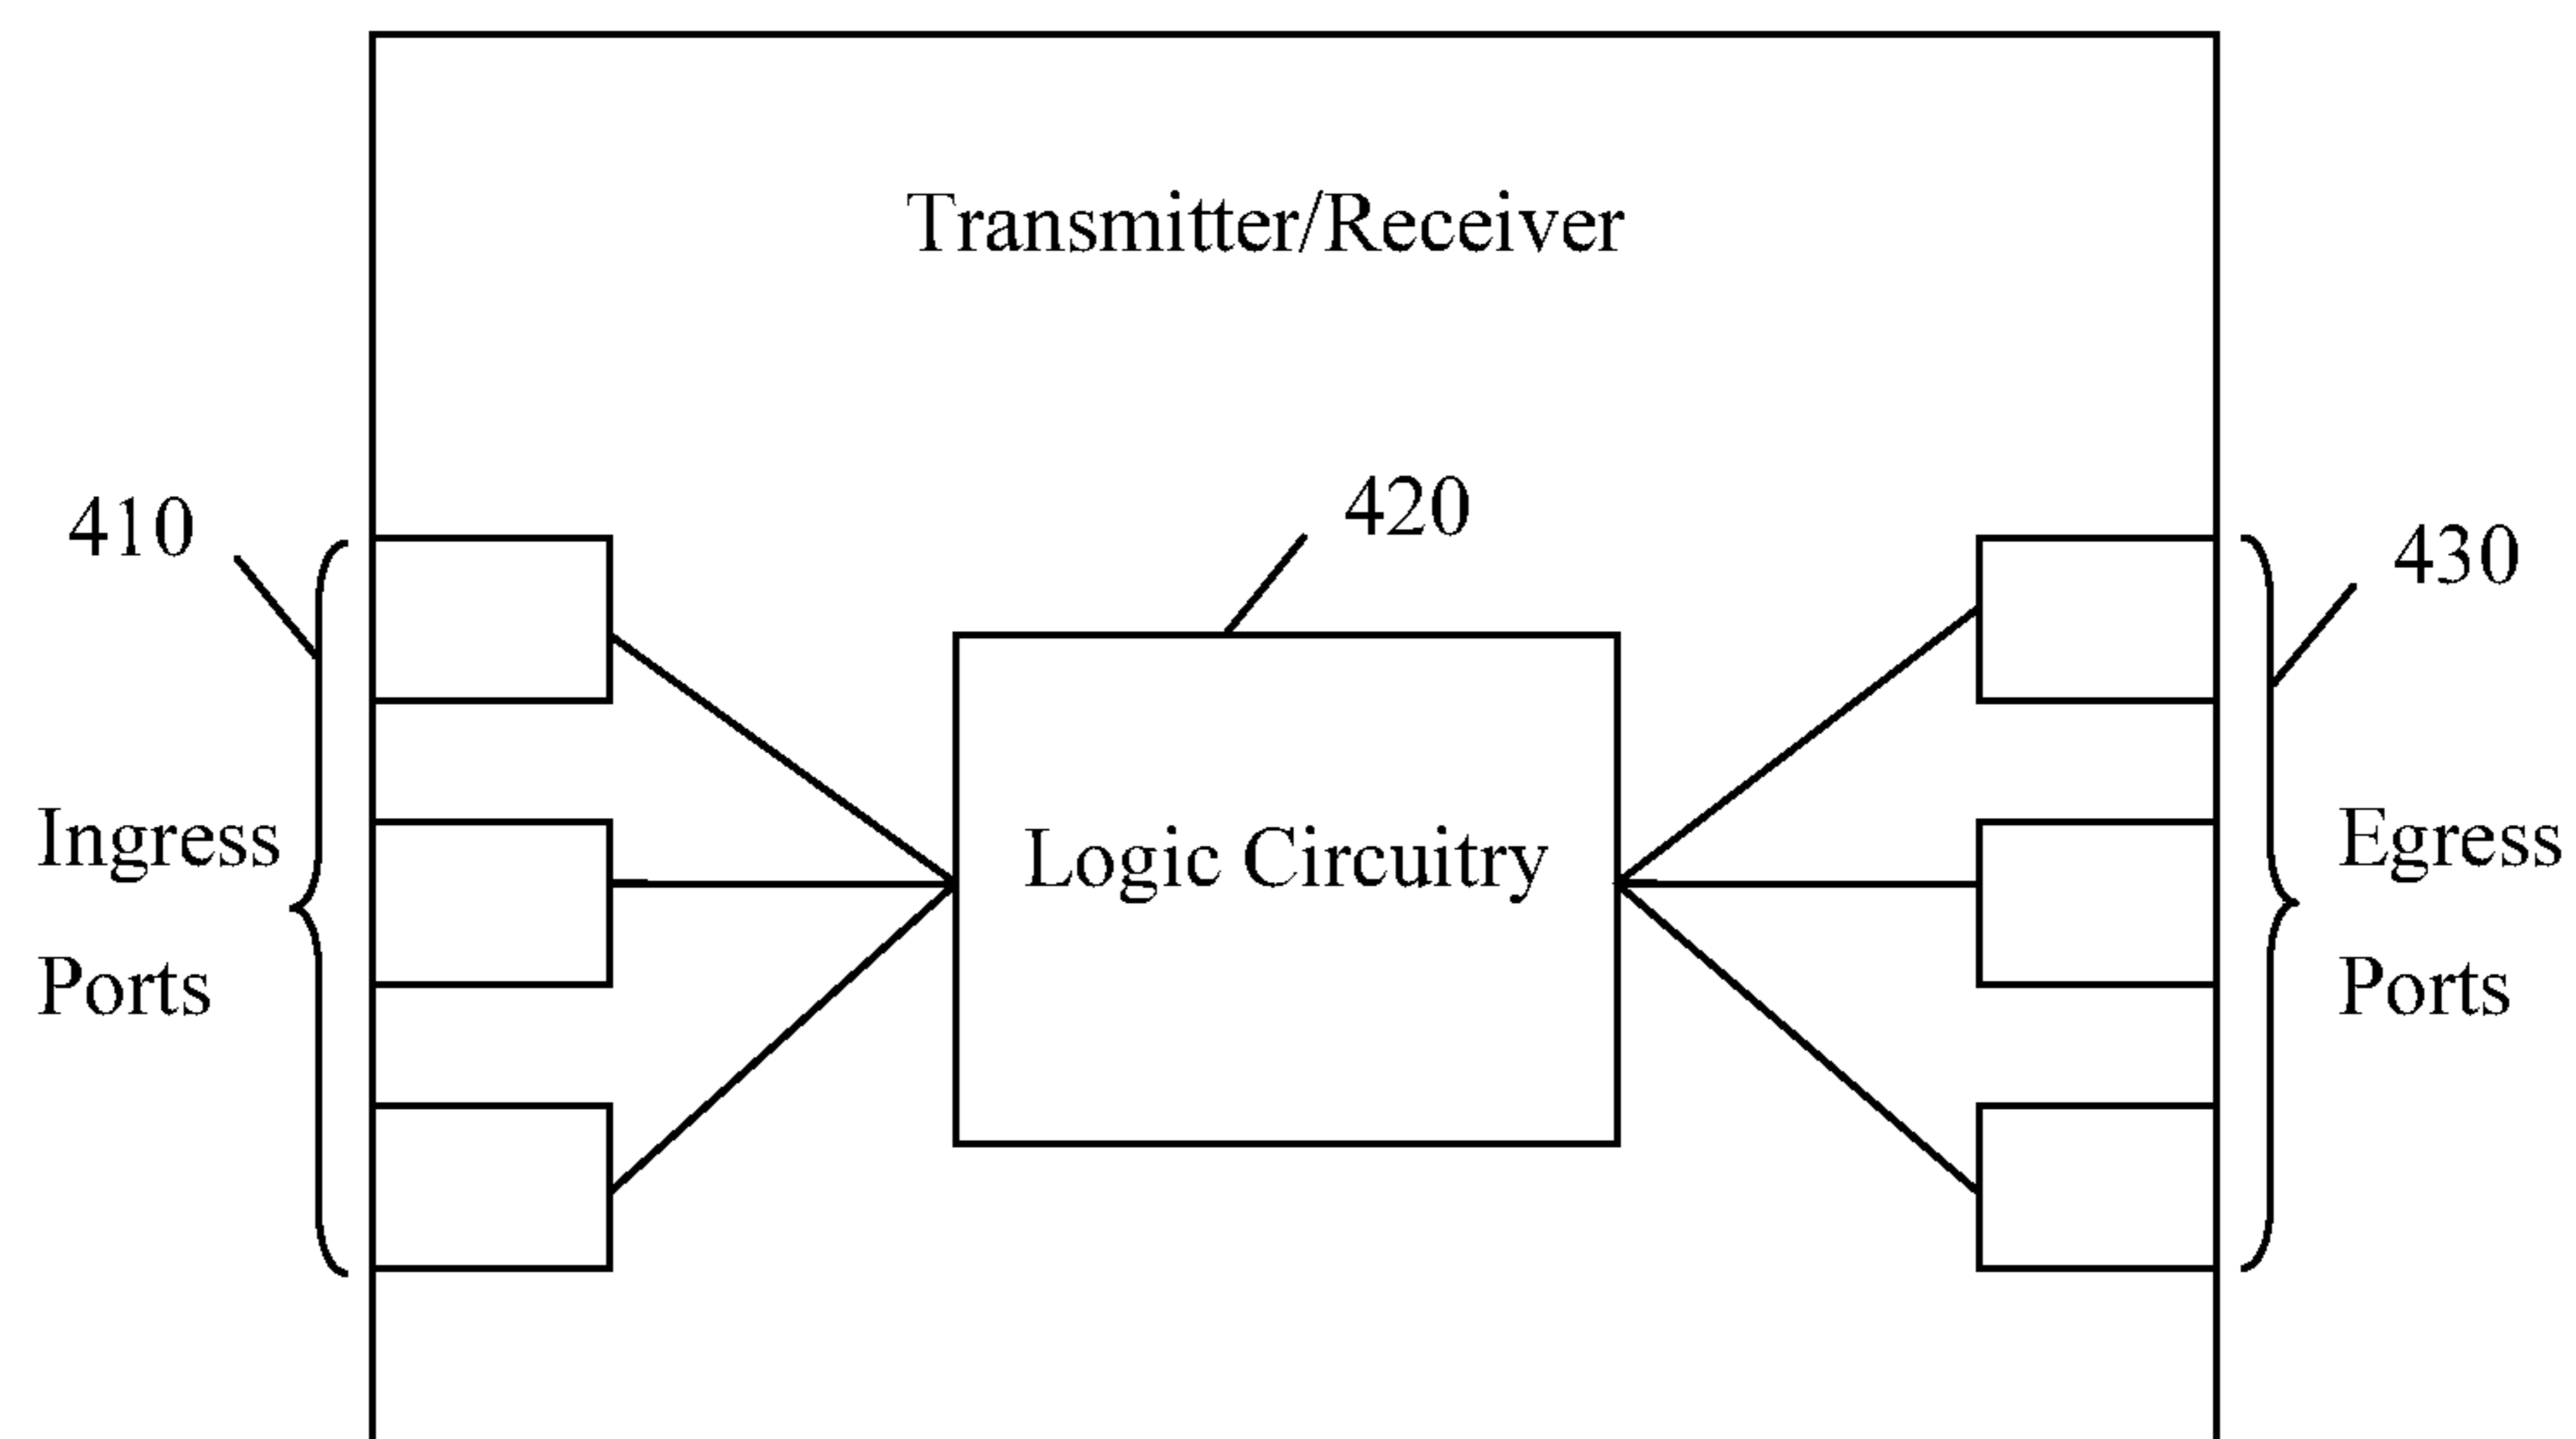 Transmitter/Receiver
410
420
430
Ingress
Ports
Logic Circuitry
Egress
Ports